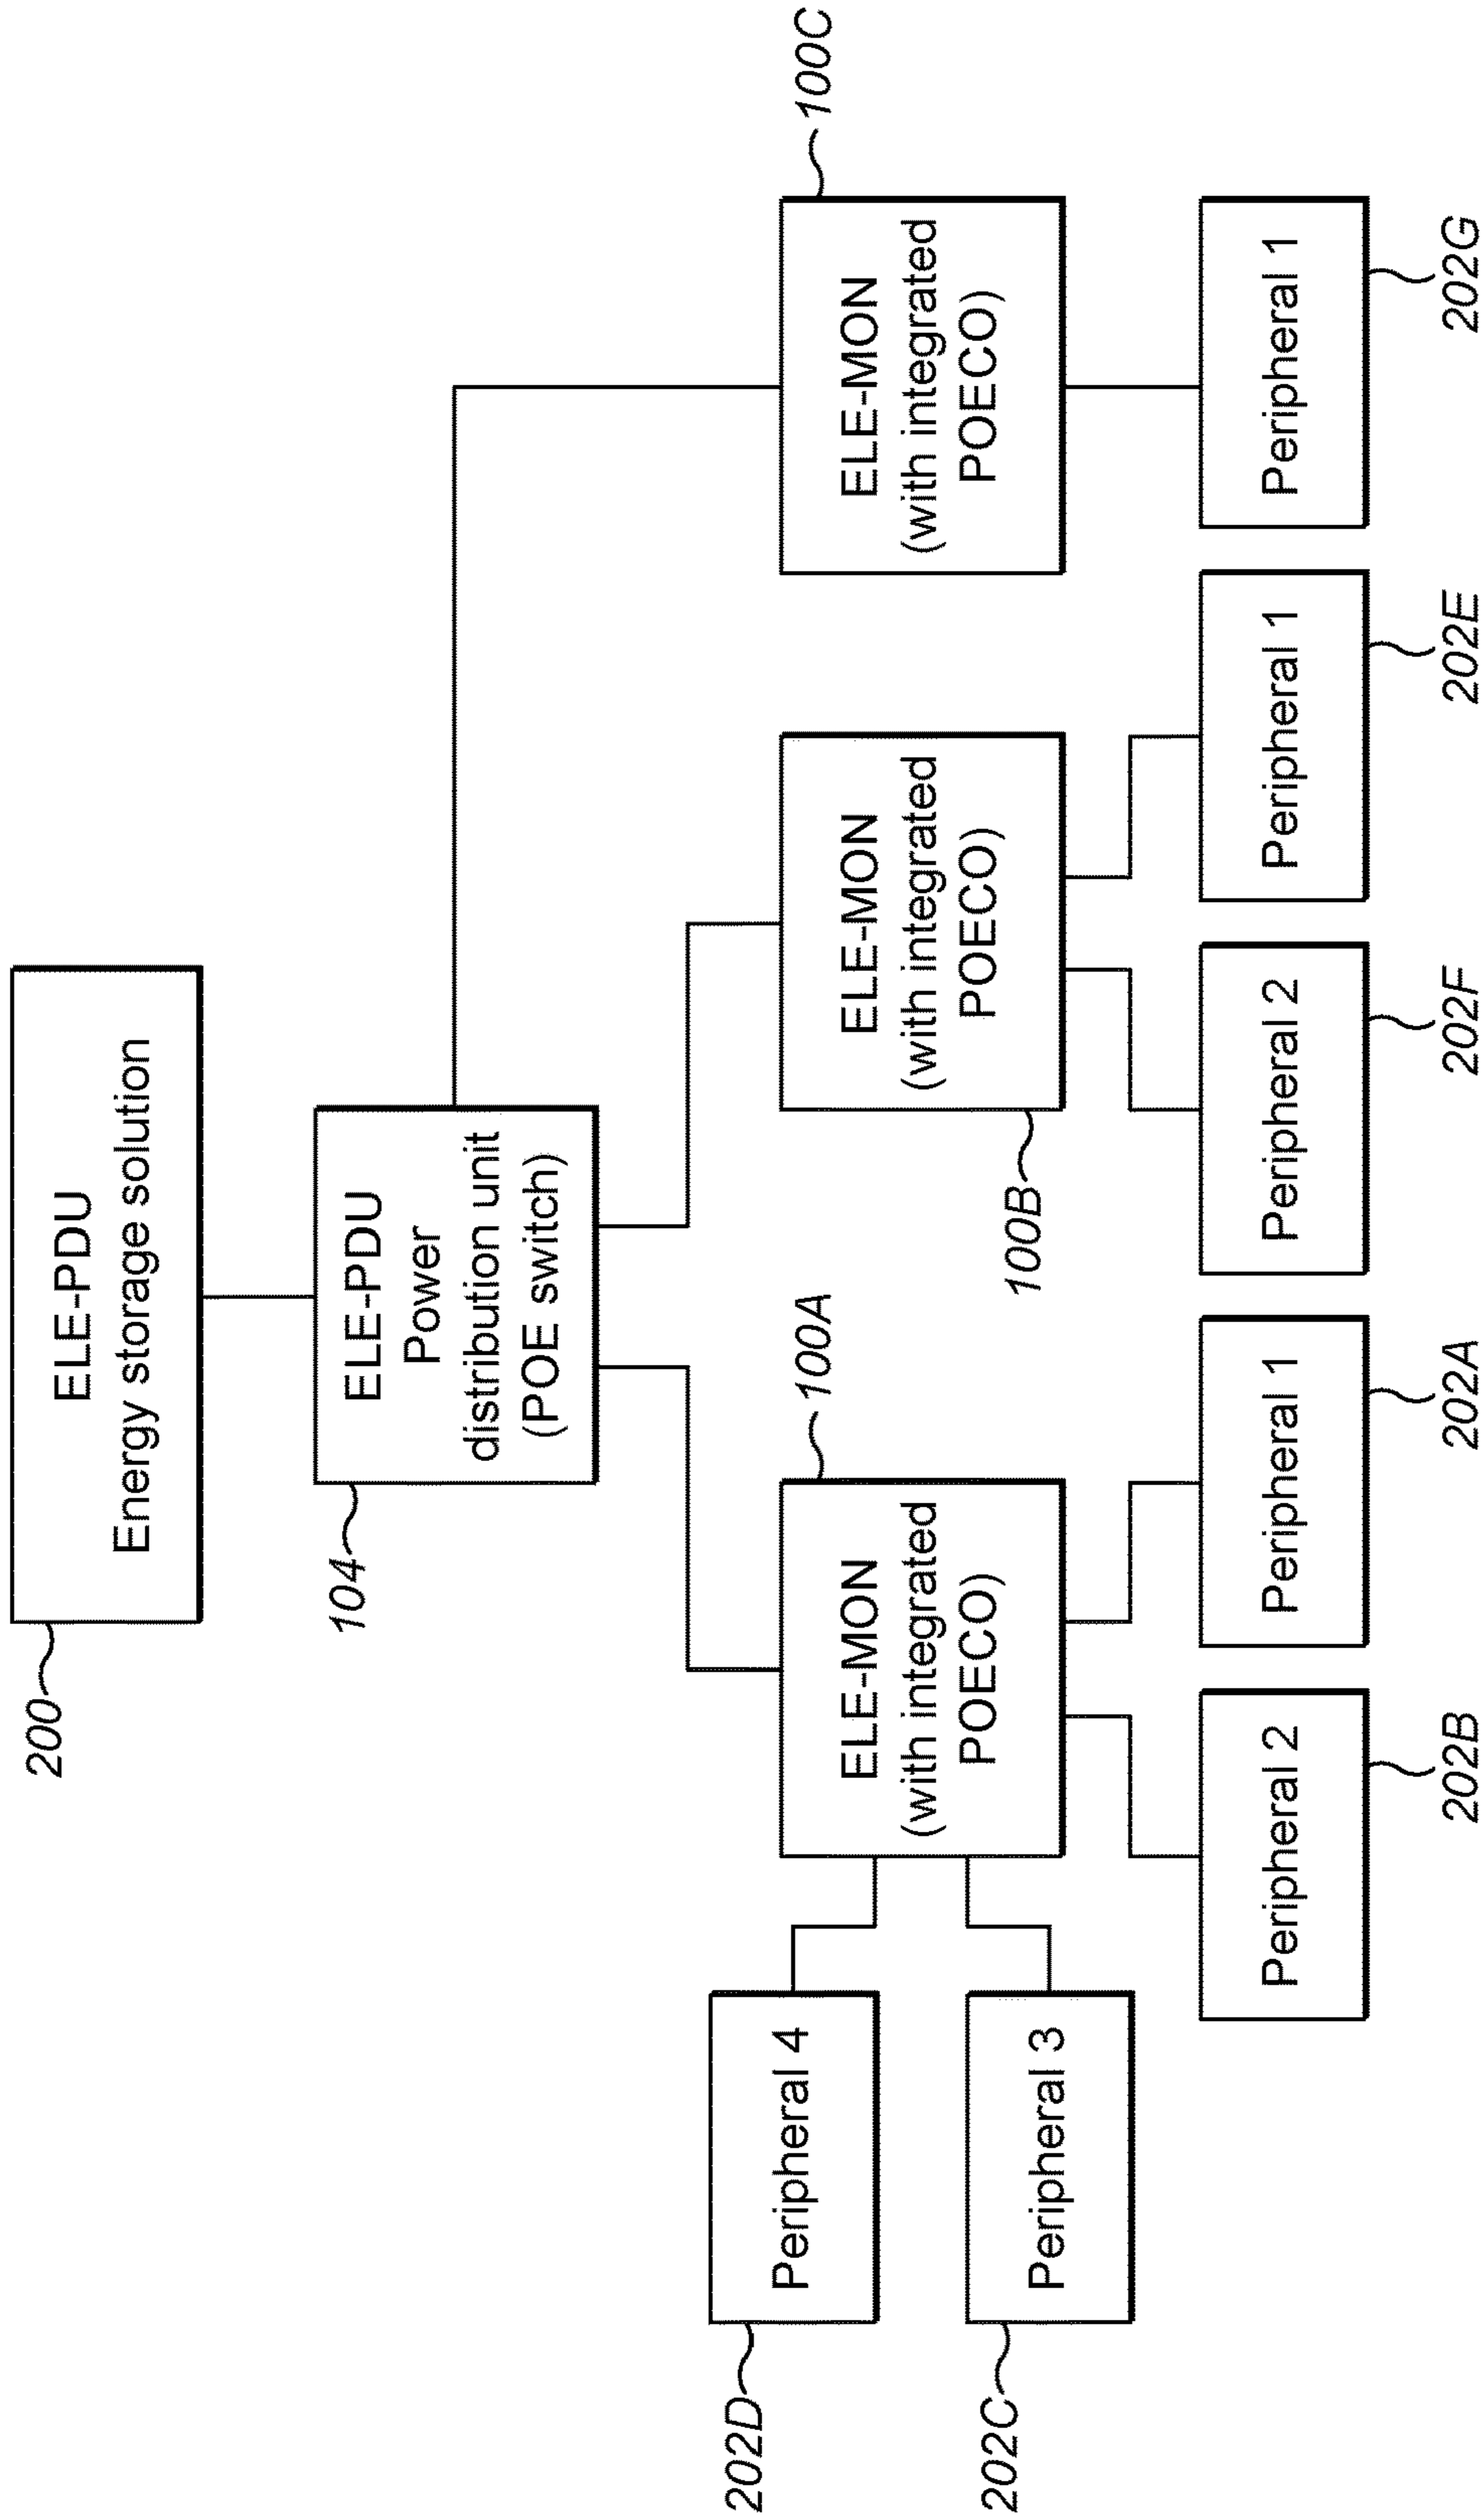 200
ELE-PDU
Energy storage solution
104
ELE-PDU
Power
distribution unit
(POE switch)
100A
ELE-MON
(with integrated
POECO)
100B
ELE-MON
(with integrated
POECO)
100C
ELE-MON
(with integrated
POECO)
202D
Peripheral 4
202C
Peripheral 3
Peripheral 2
202B
Peripheral 1
202A
Peripheral 2
202F
Peripheral 1
202E
Peripheral 1
202G